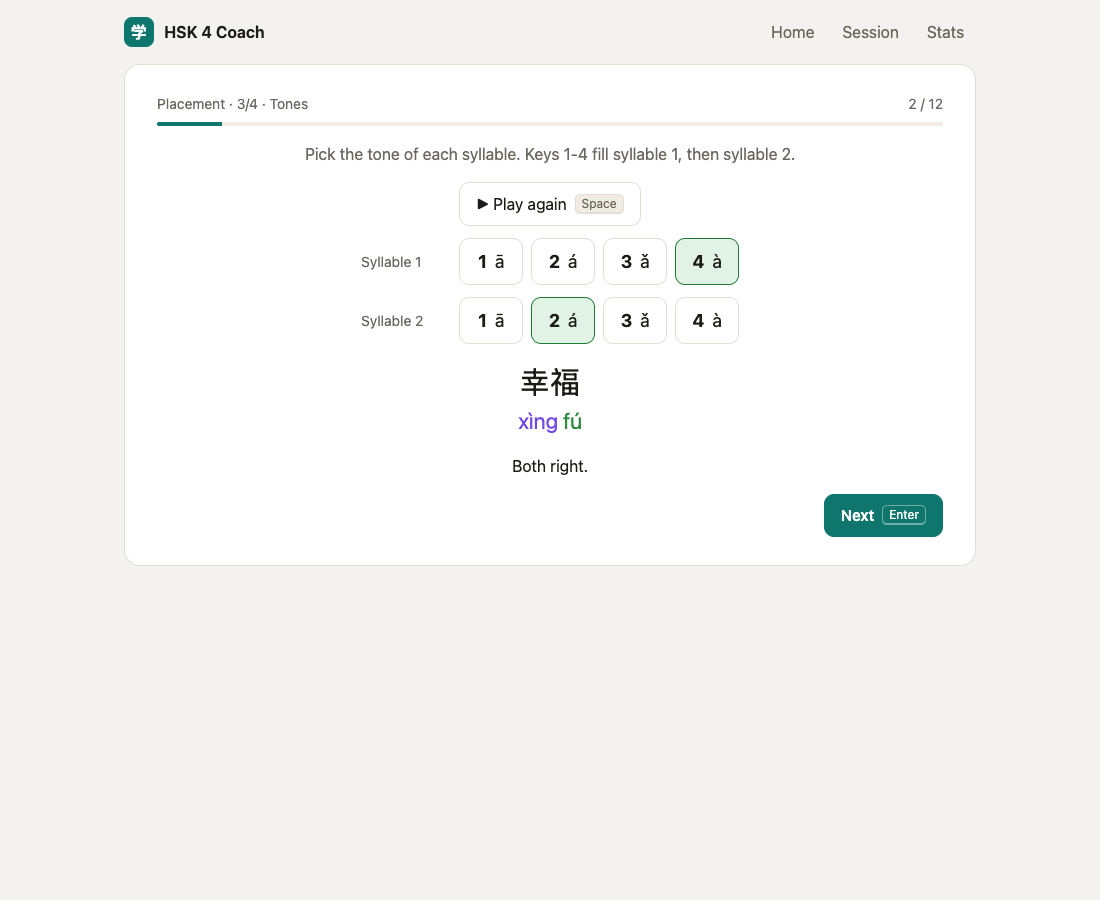 学 HSK 4 Coach Home Session Stats
Placement · 3/4 · Tones 2 / 12
Pick the tone of each syllable. Keys 1-4 fill syllable 1, then syllable 2.
▶ Play again Space
Syllable 1 1 ā 2 á 3 ǎ 4 à
Syllable 2 1 ā 2 á 3 ǎ 4 à
幸福
xìng fú
Both right.
Next Enter